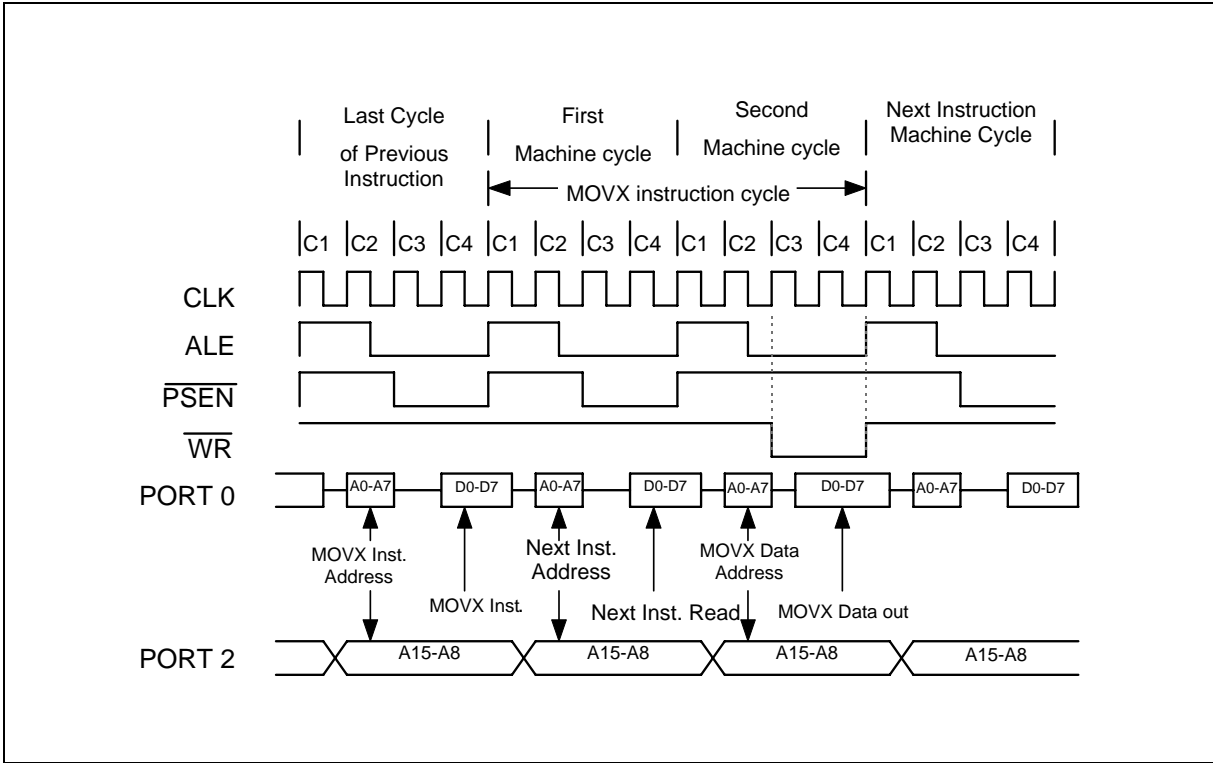 Last Cycle
of Previous
Instruction
First
Machine cycle
Second
Machine cycle
Next Instruction
Machine Cycle
MOVX instruction cycle
C1 C2 C3 C4 C1 C2 C3 C4 C1 C2 C3 C4 C1 C2 C3 C4
CLK
ALE
PSEN
WR
PORT 0
A0-A7 D0-D7 A0-A7 D0-D7 A0-A7 D0-D7 A0-A7 D0-D7
MOVX Inst.
Address
MOVX Inst.
Next Inst.
Address
Next Inst. Read
MOVX Data
Address
MOVX Data out
PORT 2
A15-A8 A15-A8 A15-A8 A15-A8